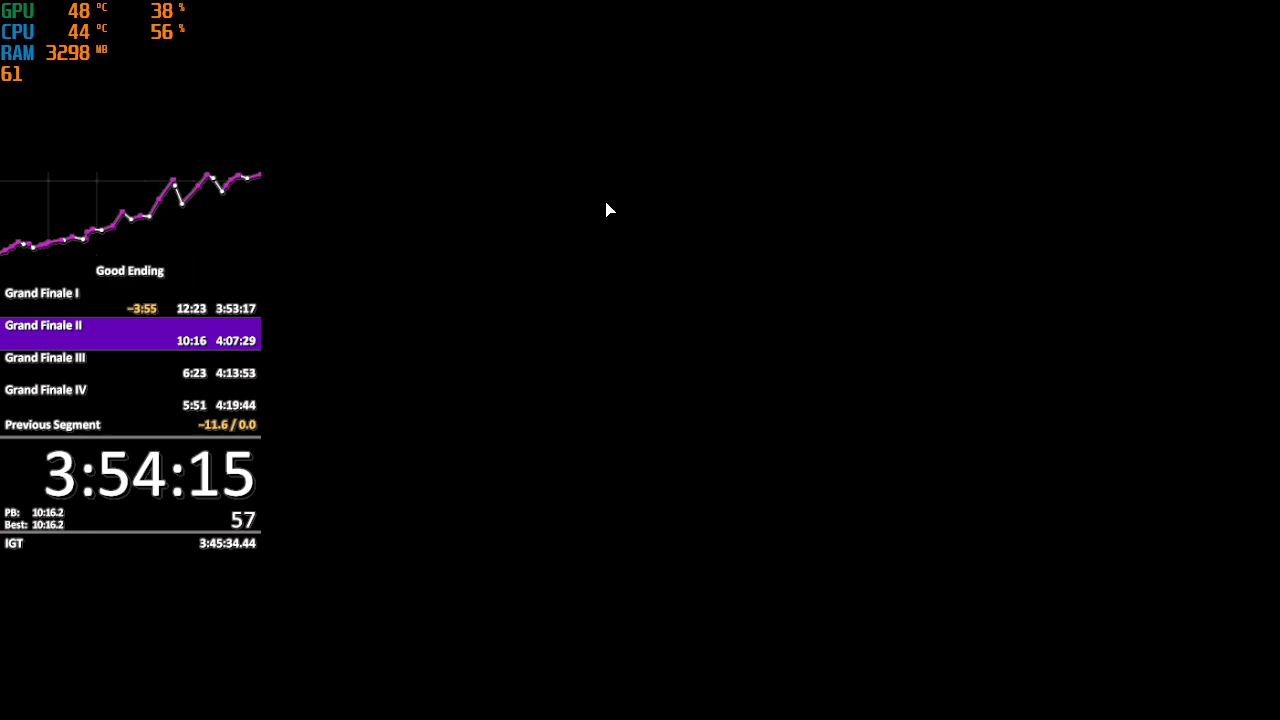 GPU 48 °C 38 %
CPU 44 °C 56 %
RAM 3298 MB
61
Good Ending
Grand Finale I
−3:55 12:23 3:53:17
Grand Finale II
10:16 4:07:29
Grand Finale III
6:23 4:13:53
Grand Finale IV
5:51 4:19:44
Previous Segment −11.6 / 0.0
3:54:15
PB: 10:16.2
Best: 10:16.2
57
IGT 3:45:34.44